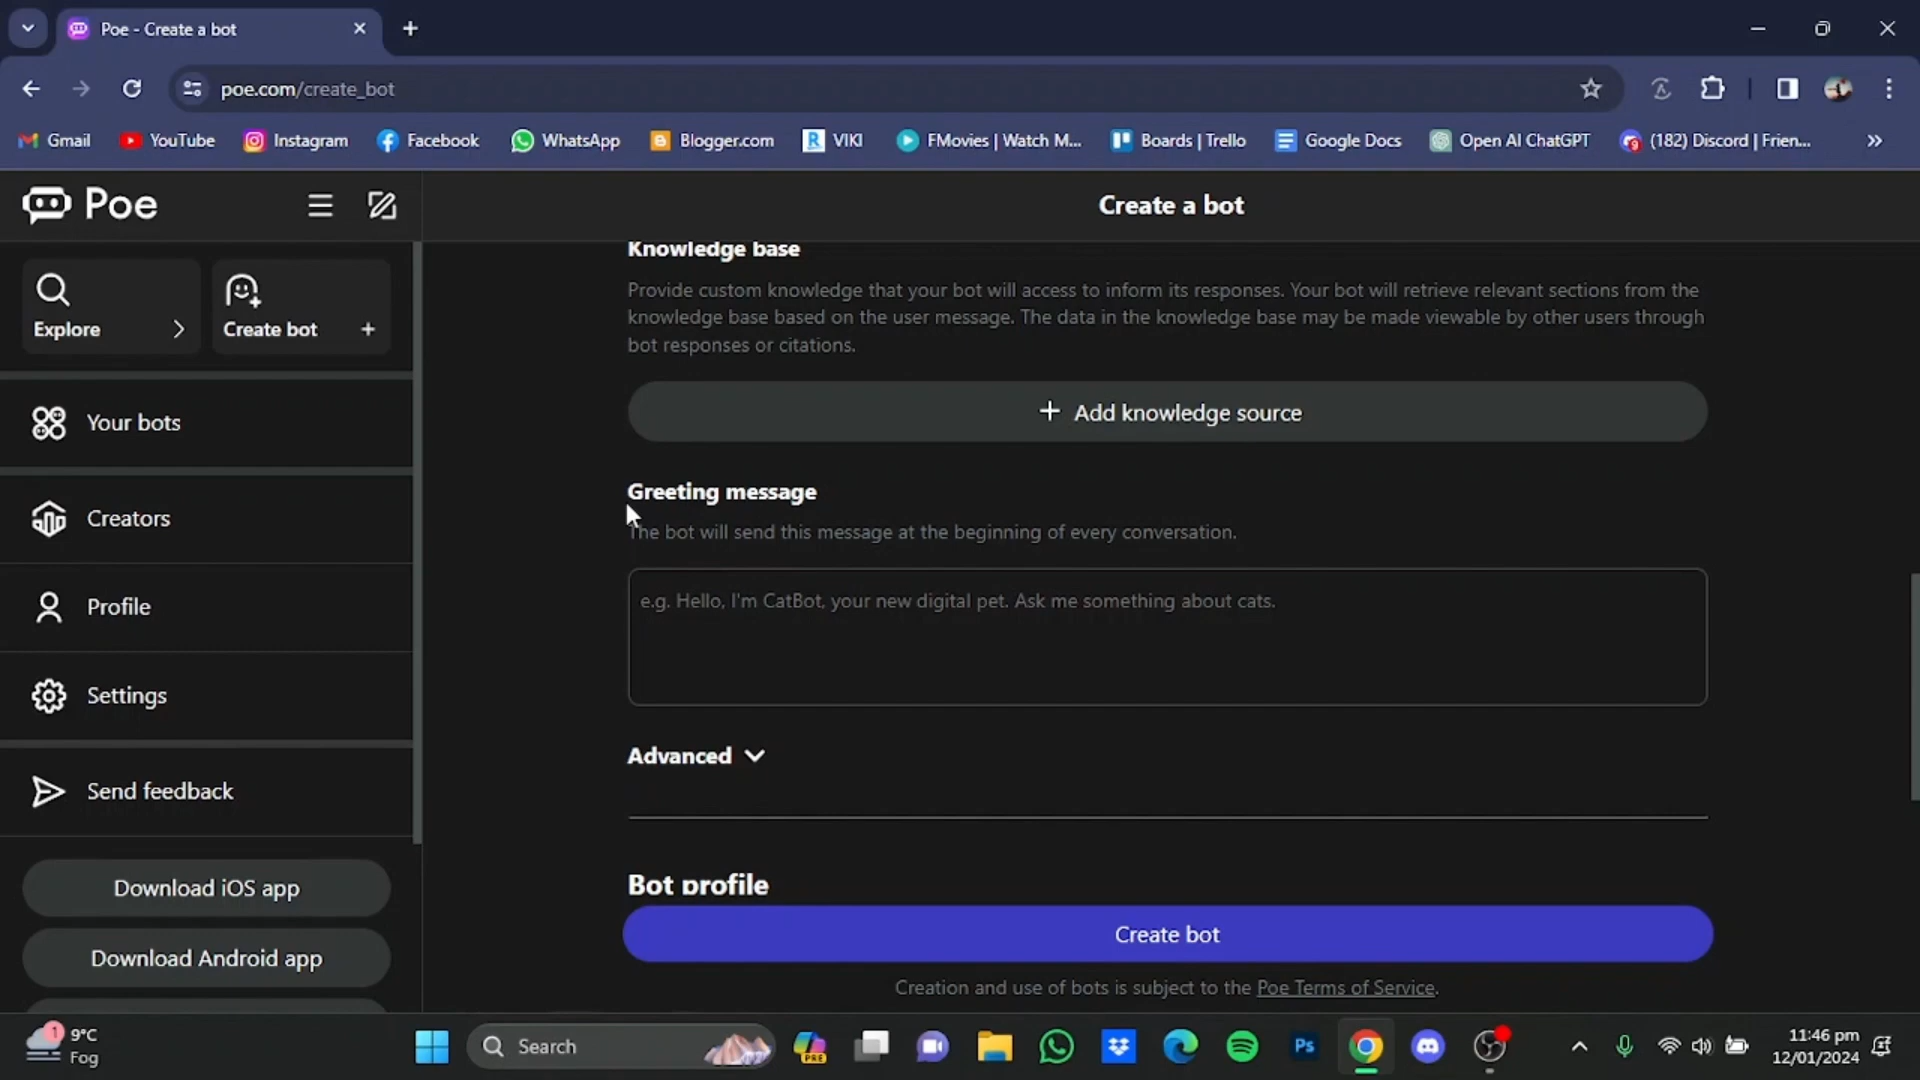 Poe - Create a bot
poe.com/create_bot
Gmail
YouTube
Instagram
Facebook
WhatsApp
Blogger.com
VIKI
FMovies | Watch M...
Boards | Trello
Google Docs
Open AI ChatGPT
(182) Discord | Frien...
Poe
Create a bot
Explore
Create bot
Your bots
Creators
Profile
Settings
Send feedback
Download iOS app
Download Android app
Knowledge base
Provide custom knowledge that your bot will access to inform its responses. Your bot will retrieve relevant sections from the
knowledge base based on the user message. The data in the knowledge base may be made viewable by other users through
bot responses or citations.
+ Add knowledge source
Greeting message
The bot will send this message at the beginning of every conversation.
e.g. Hello, I'm CatBot, your new digital pet. Ask me something about cats.
Advanced
Bot profile
Create bot
Creation and use of bots is subject to the Poe Terms of Service.
1
9°C
Fog
Search
PRE
Ps
11:46 pm
12/01/2024